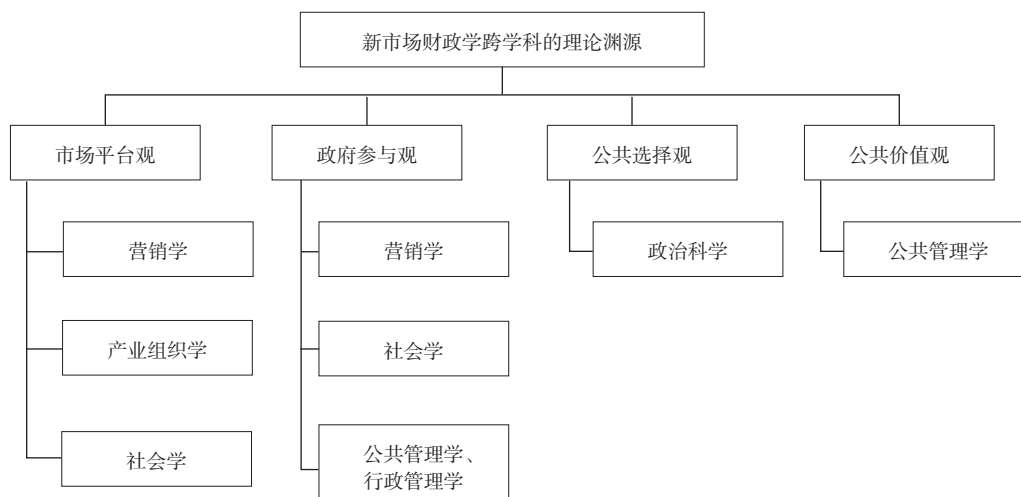 新市场财政学跨学科的理论渊源
市场平台观
政府参与观
公共选择观
公共价值观
营销学
营销学
政治科学
公共管理学
产业组织学
社会学
社会学
公共管理学、
行政管理学